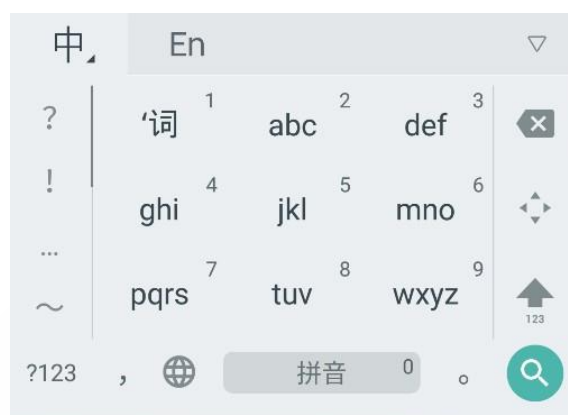 中 En
? '词 1 abc 2 def 3
! ghi 4 jkl 5 mno 6
...
～ pqrs 7 tuv 8 wxyz 9
123
?123 ， 拼音 0 。